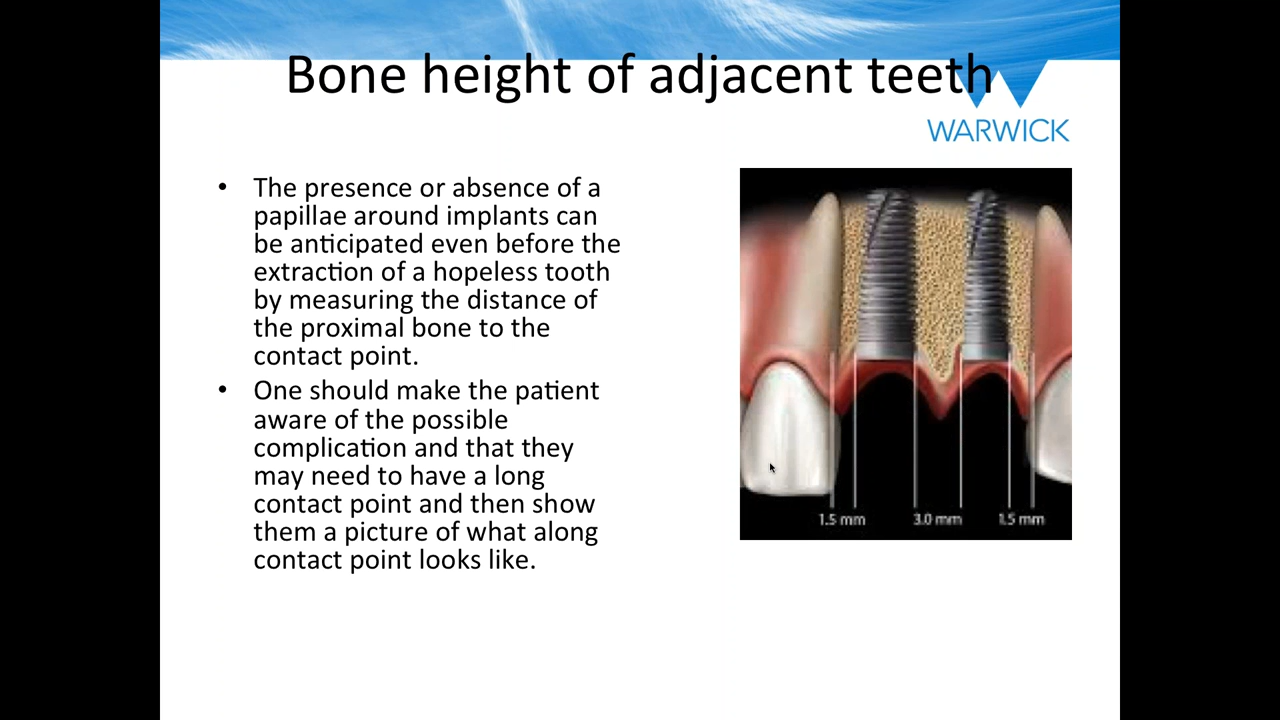 Bone height of adjacent teeth
WARWICK
• The presence or absence of a
papillae around implants can
be anticipated even before the
extraction of a hopeless tooth
by measuring the distance of
the proximal bone to the
contact point.
• One should make the patient
aware of the possible
complication and that they
may need to have a long
contact point and then show
them a picture of what along
contact point looks like.
1.5 mm 3.0 mm 1.5 mm